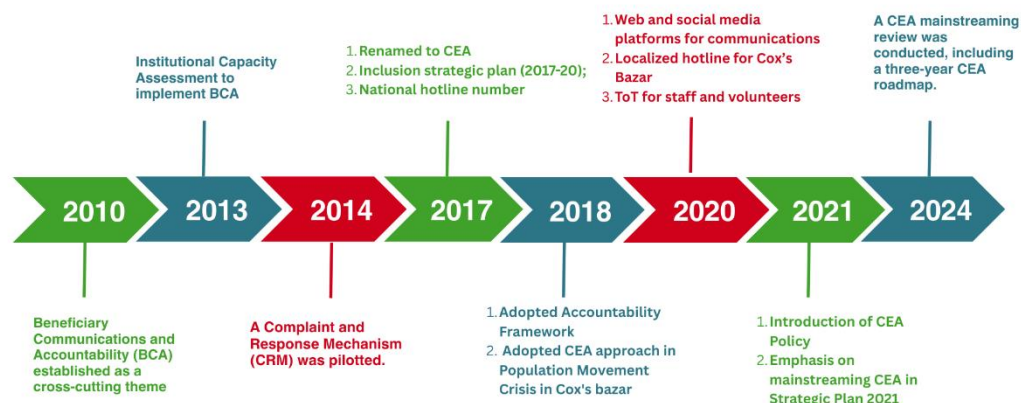 Institutional Capacity
Assessment to
implement BCA
1. Renamed to CEA
2. Inclusion strategic plan (2017-20);
3. National hotline number
1. Web and social media
platforms for communications
2. Localized hotline for Cox's
Bazar
3. ToT for staff and volunteers
A CEA mainstreaming
review was
conducted, including
a three-year CEA
roadmap.
2010
2013
2014
2017
2018
2020
2021
2024
Beneficiary
Communications and
Accountability (BCA)
established as a
cross-cutting theme
A Complaint and
Response Mechanism
(CRM) was pilotted.
1. Adopted Accountability
Framework
2. Adopted CEA approach in
Population Movement
Crisis in Cox's bazar
1. Introduction of CEA
Policy
2. Emphasis on
mainstreaming CEA in
Strategic Plan 2021